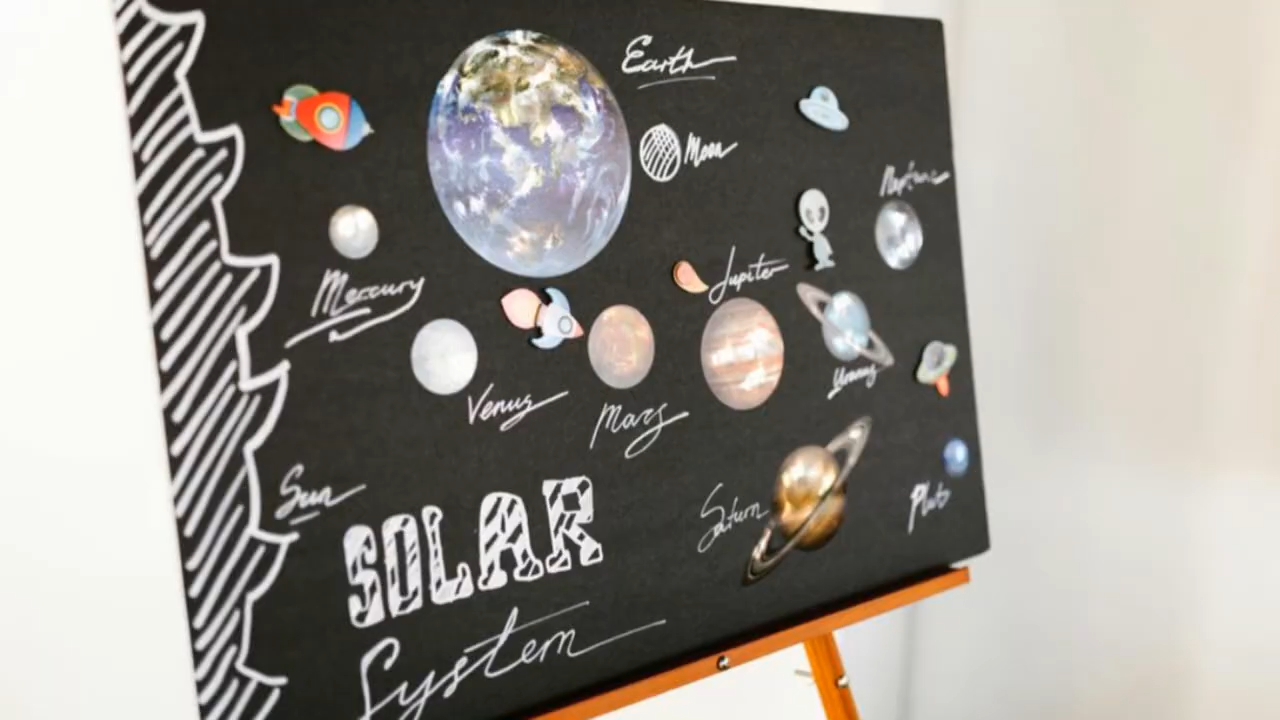 Earth
Moon
Neptune
Mercury
Jupiter
Venus
Mars
Uranus
Sun
Saturn
Pluto
SOLAR
System